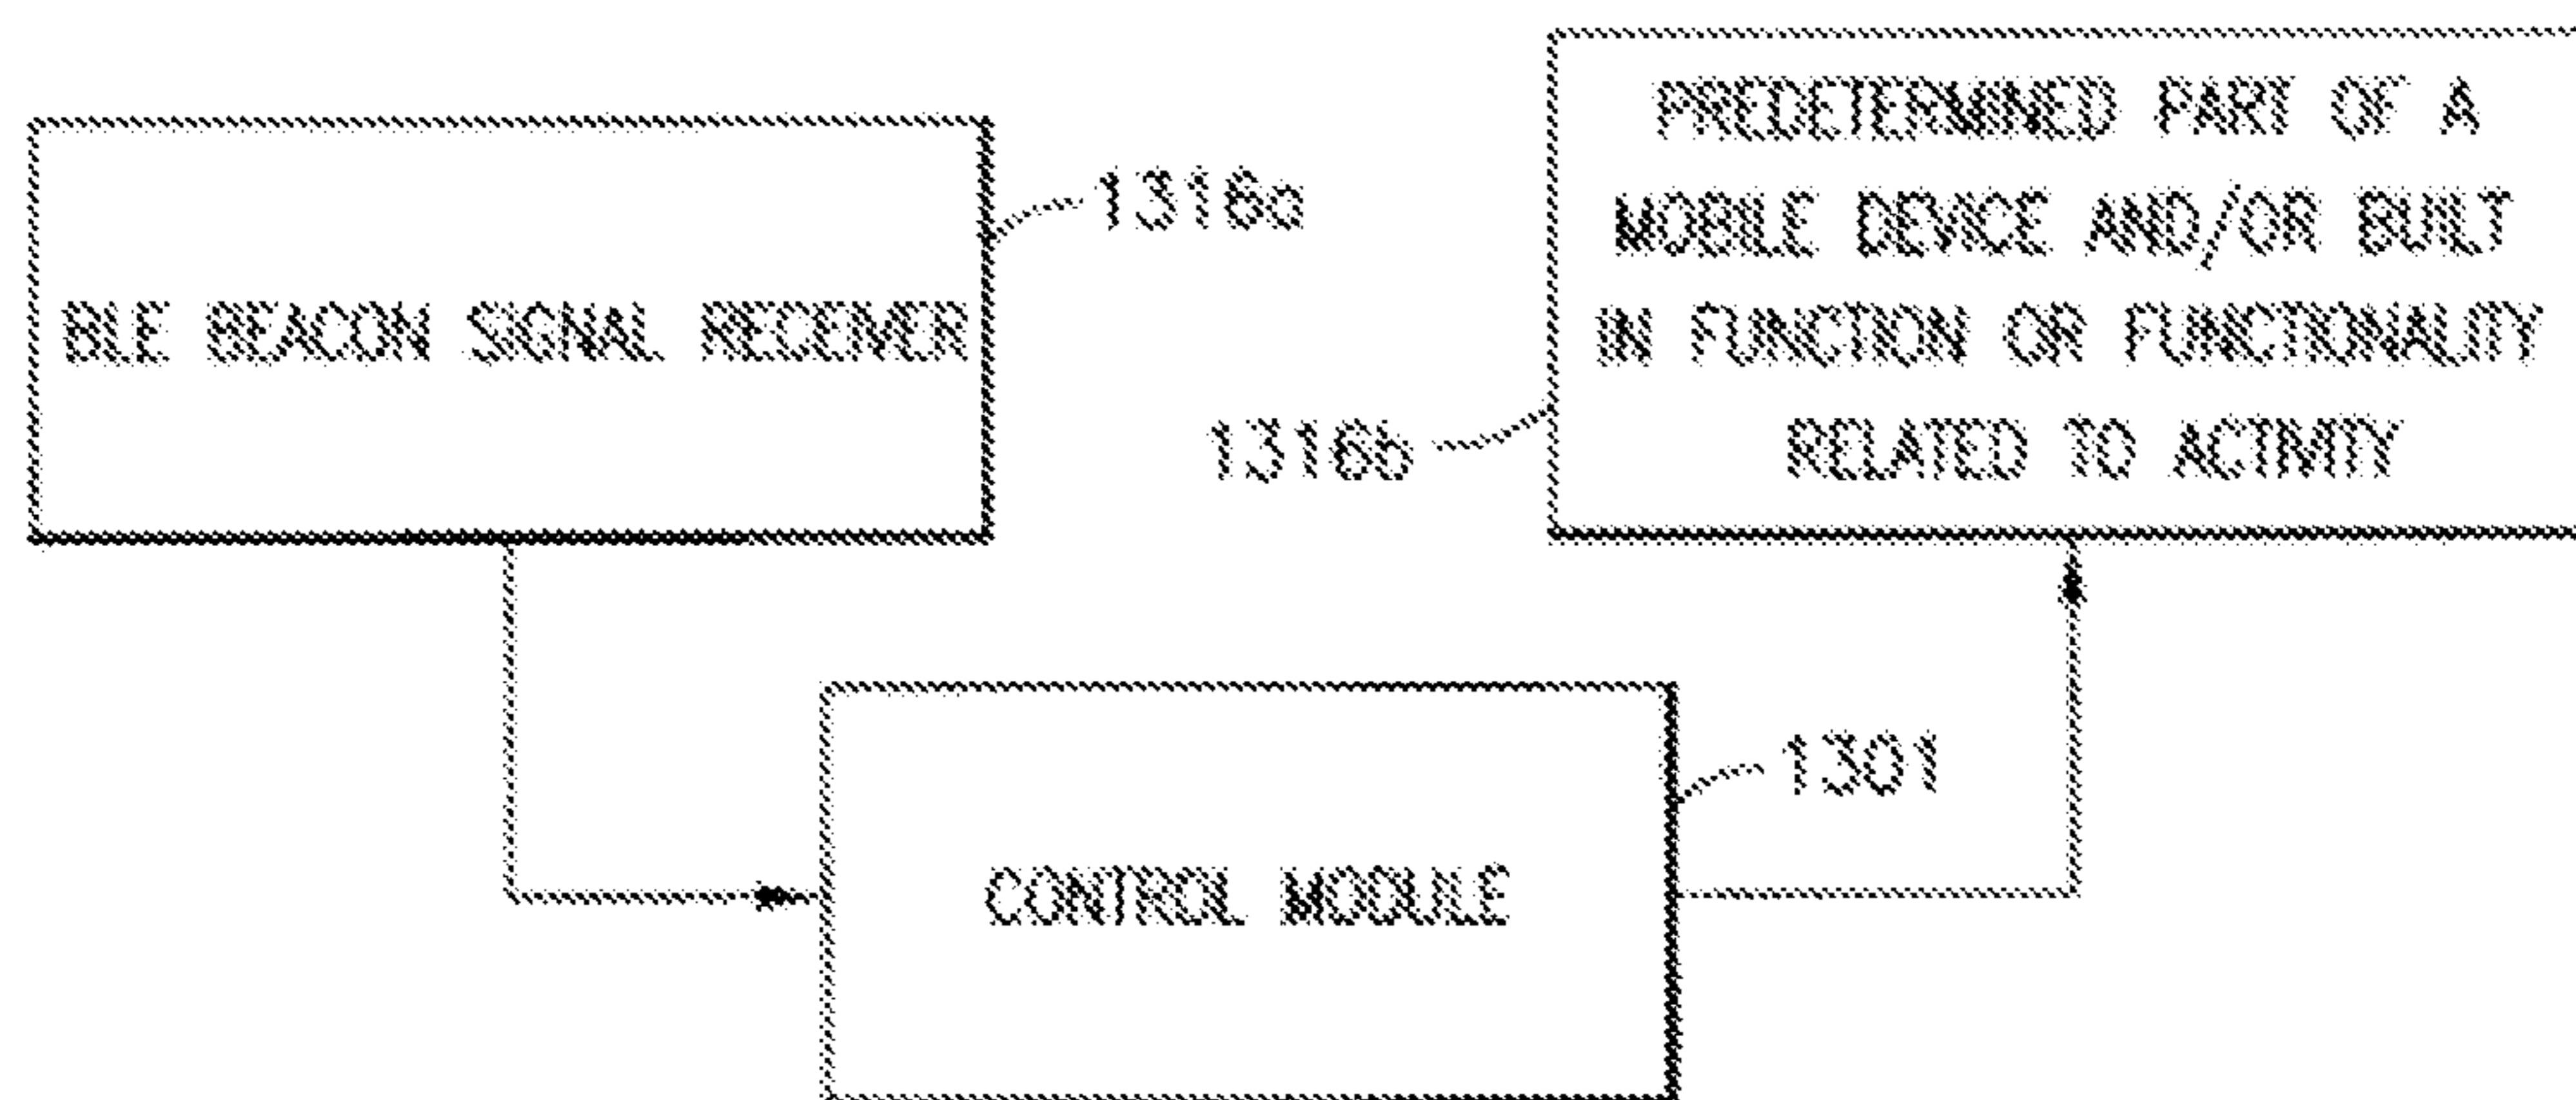 BLE BEACON SIGNAL RECEIVER
1316a
PREDETERMINED PART OF A
MOBILE DEVICE AND/OR BUILT
IN FUNCTION OR FUNCTIONALITY
RELATED TO ACTIVITY
1316b
CONTROL MODULE
1301